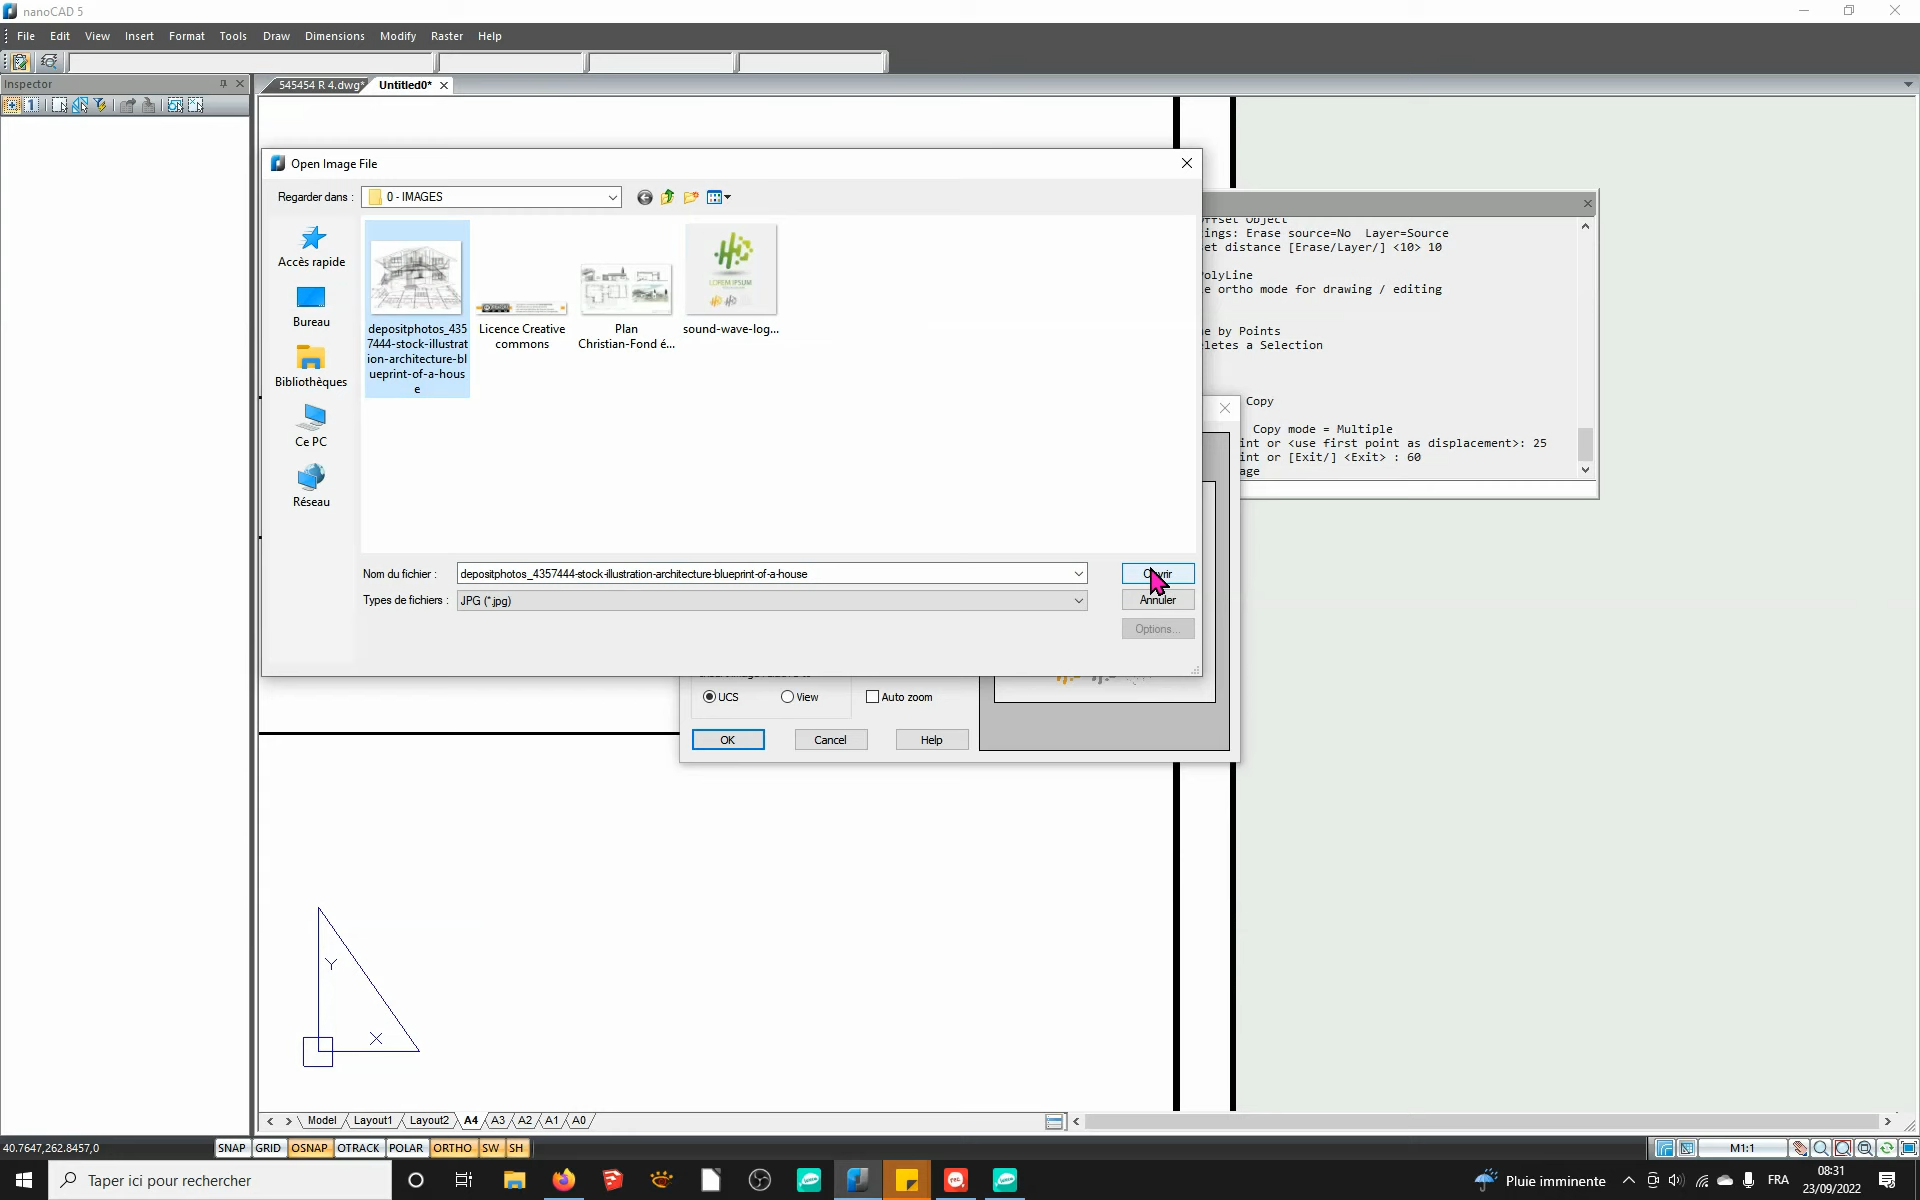 nanoCAD 5
File Edit View Insert Format Tools Draw Dimensions Modify Raster Help
Inspector
545454 R 4.dwg* Untitled0*
Open Image File
Regarder dans : 0 - IMAGES
Accès rapide
Bureau
Bibliothèques
Ce PC
Réseau
LOREM IPSUM
depositphotos_435
7444-stock-illustrat
ion-architecture-bl
ueprint-of-a-hous
e
Licence Creative
commons
Plan
Christian-Fond é...
sound-wave-log...
Nom du fichier : depositphotos_4357444-stock-illustration-architecture-blueprint-of-a-house
Types de fichiers : JPG (*.jpg)
Annuler
Options...
Offset Object
ings: Erase source=No Layer=Source
et distance [Erase/Layer/] <10> 10
PolyLine
e ortho mode for drawing / editing
e by Points
letes a Selection
Copy
Copy mode = Multiple
int or <use first point as displacement>: 25
int or [Exit/] <Exit> : 60
age
UCS View Auto zoom
OK Cancel Help
Y
X
Model Layout1 Layout2 A4 A3 A2 A1 A0
40.7647,262.8457,0 SNAP GRID OSNAP OTRACK POLAR ORTHO SW SH M1:1
Taper ici pour rechercher
Pluie imminente FRA 08:31
23/09/2022